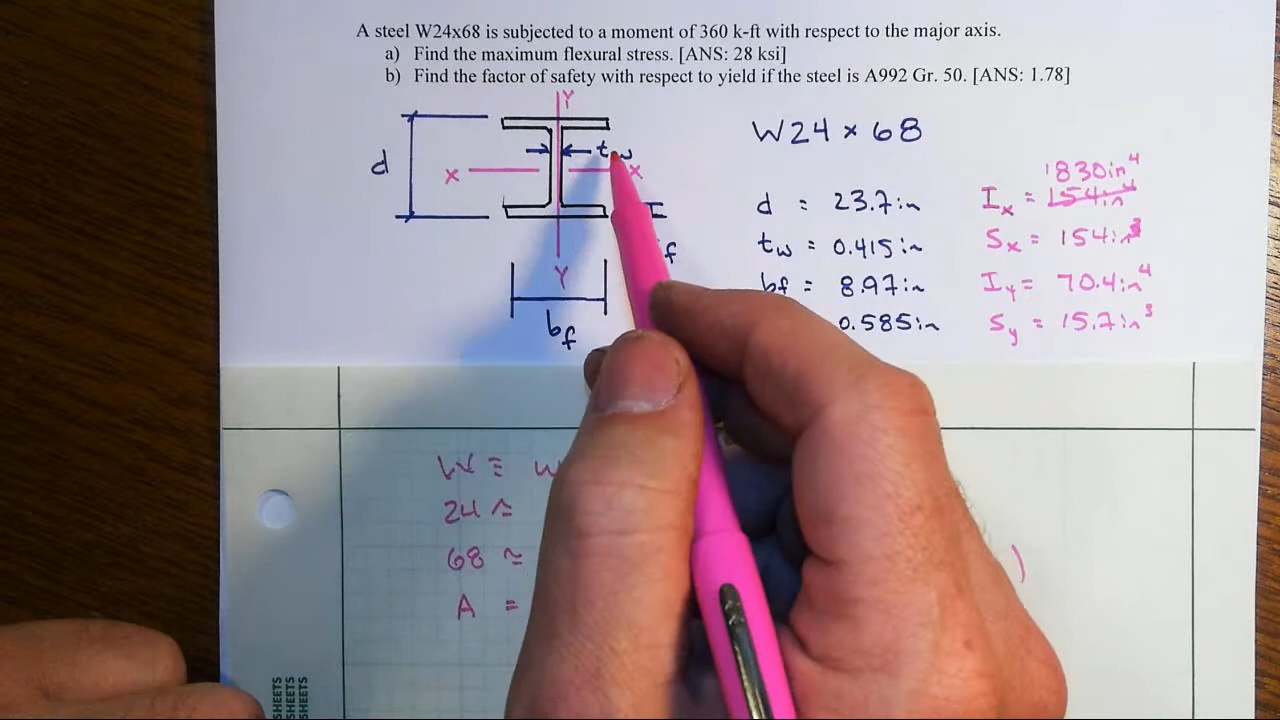 A steel W24x68 is subjected to a moment of 360 k-ft with respect to the major axis.
a) Find the maximum flexural stress. [ANS: 28 ksi]
b) Find the factor of safety with respect to yield if the steel is A992 Gr. 50. [ANS: 1.78]
Y
d
tw
x
x
Y
bf
f
W24 × 68
d = 23.7in
tw = 0.415in
bf = 8.97in
0.585in
1830in⁴
Ix = 154in⁴
Sx = 154in³
Iy = 70.4in⁴
Sy = 15.7in³
W ≡ w
24 ≈
68 ≈
)
A =
SHEETS
SHEETS
SHEETS